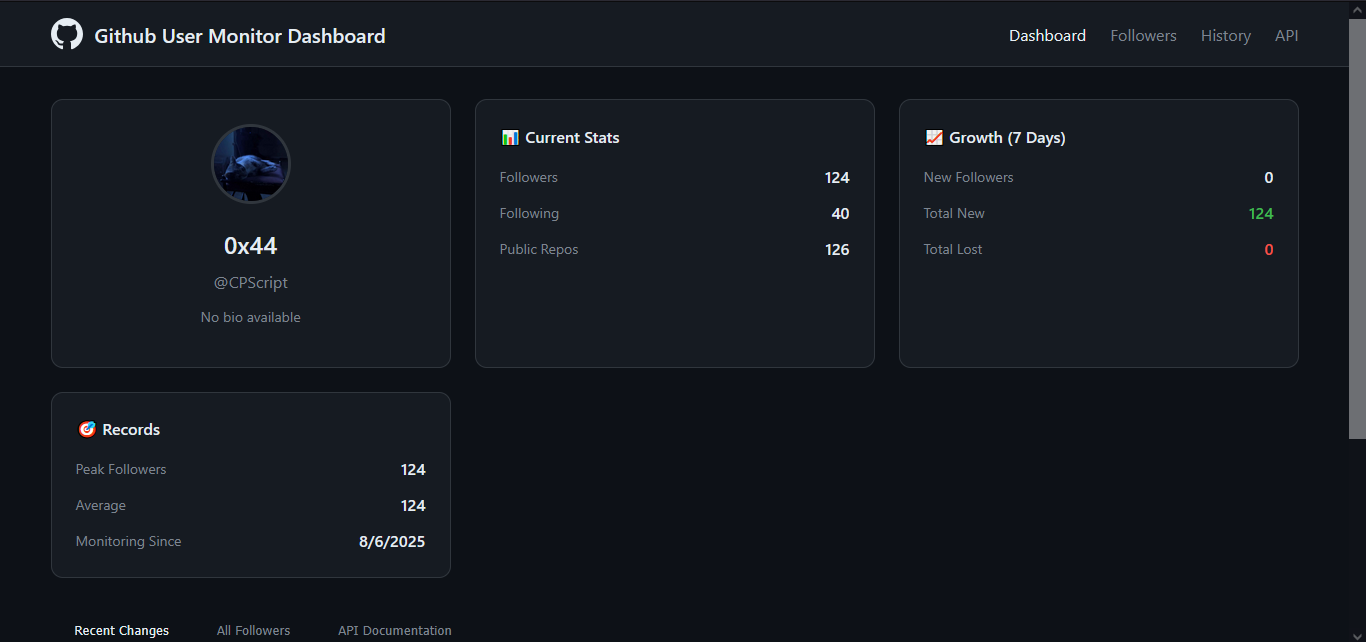 Github User Monitor Dashboard
Dashboard Followers History API
0x44
@CPScript
No bio available
Current Stats
Followers 124
Following 40
Public Repos 126
Growth (7 Days)
New Followers 0
Total New 124
Total Lost 0
Records
Peak Followers 124
Average 124
Monitoring Since 8/6/2025
Recent Changes All Followers API Documentation